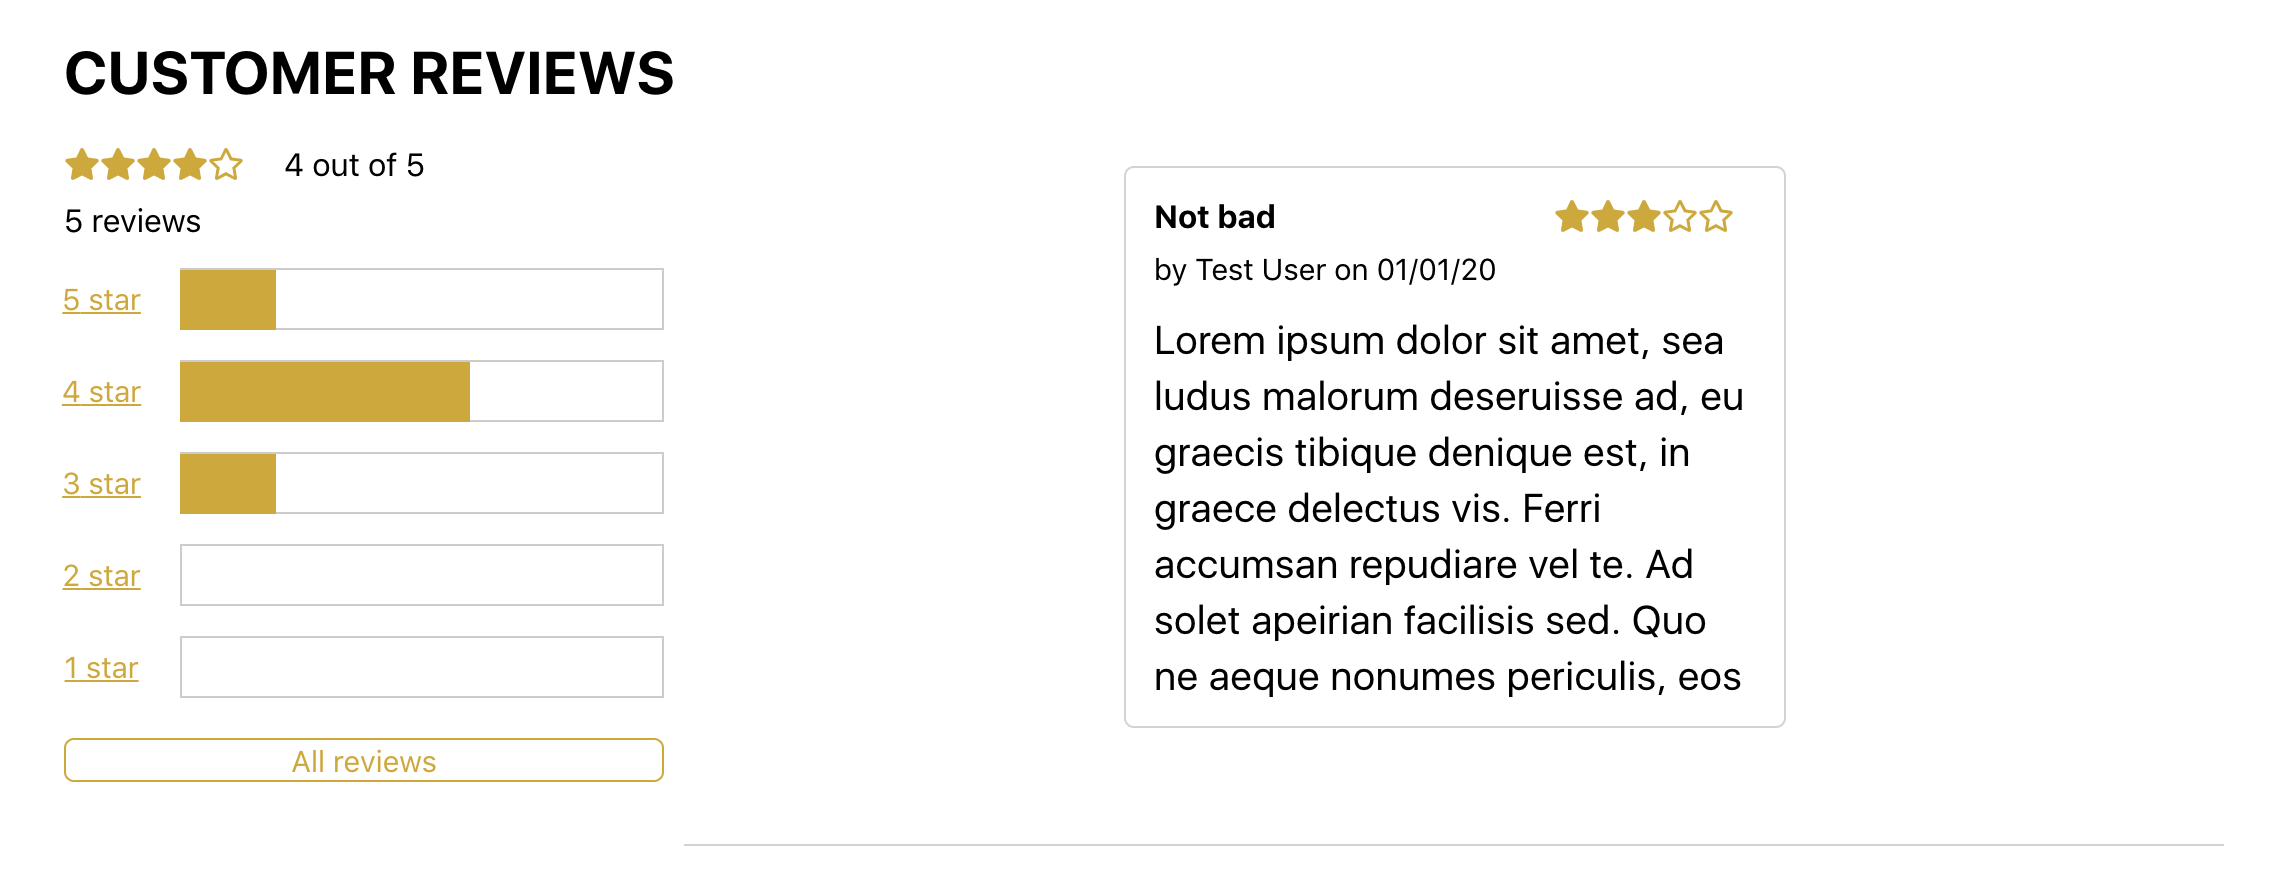 CUSTOMER REVIEWS
4 out of 5
5 reviews
5 star
4 star
3 star
2 star
1 star
All reviews
Not bad
by Test User on 01/01/20
Lorem ipsum dolor sit amet, sea
ludus malorum deseruisse ad, eu
graecis tibique denique est, in
graece delectus vis. Ferri
accumsan repudiare vel te. Ad
solet apeirian facilisis sed. Quo
ne aeque nonumes periculis, eos